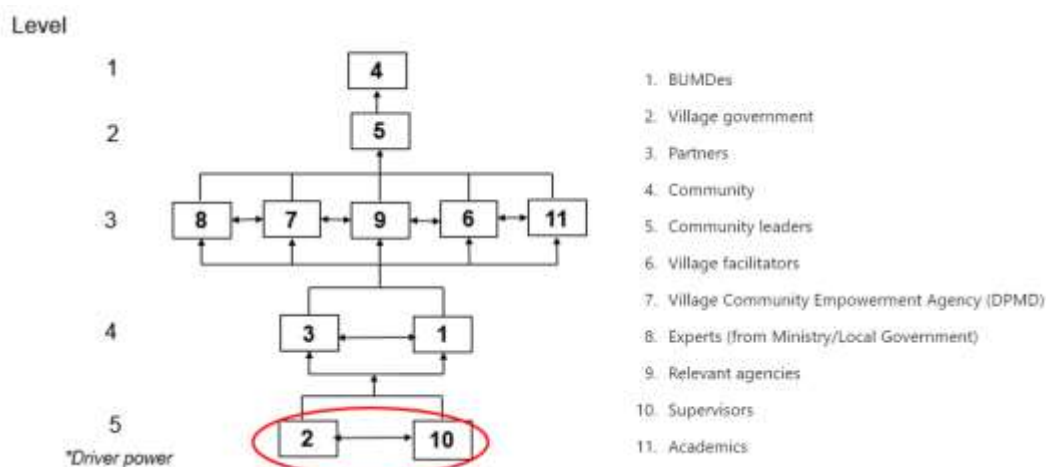 Level
1
4
2
5
3
8 7 9 6 11
4
3 1
5
2 10
*Driver power
1. BUMDes
2. Village government
3. Partners
4. Community
5. Community leaders
6. Village facilitators
7. Village Community Empowerment Agency (DPMD)
8. Experts (from Ministry/Local Government)
9. Relevant agencies
10. Supervisors
11. Academics